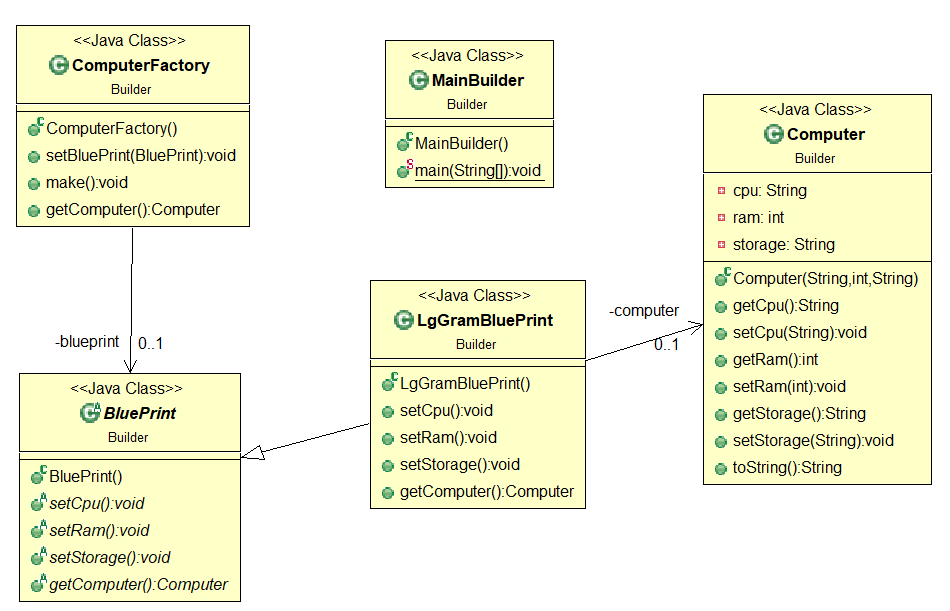 <<Java Class>>
ComputerFactory
Builder
ComputerFactory()
setBluePrint(BluePrint):void
make():void
getComputer():Computer
<<Java Class>>
MainBuilder
Builder
MainBuilder()
main(String[]):void
<<Java Class>>
Computer
Builder
cpu: String
ram: int
storage: String
Computer(String,int,String)
getCpu():String
setCpu(String):void
getRam():int
setRam(int):void
getStorage():String
setStorage(String):void
toString():String
-blueprint
0..1
<<Java Class>>
LgGramBluePrint
Builder
LgGramBluePrint()
setCpu():void
setRam():void
setStorage():void
getComputer():Computer
-computer
0..1
<<Java Class>>
BluePrint
Builder
BluePrint()
setCpu():void
setRam():void
setStorage():void
getComputer():Computer